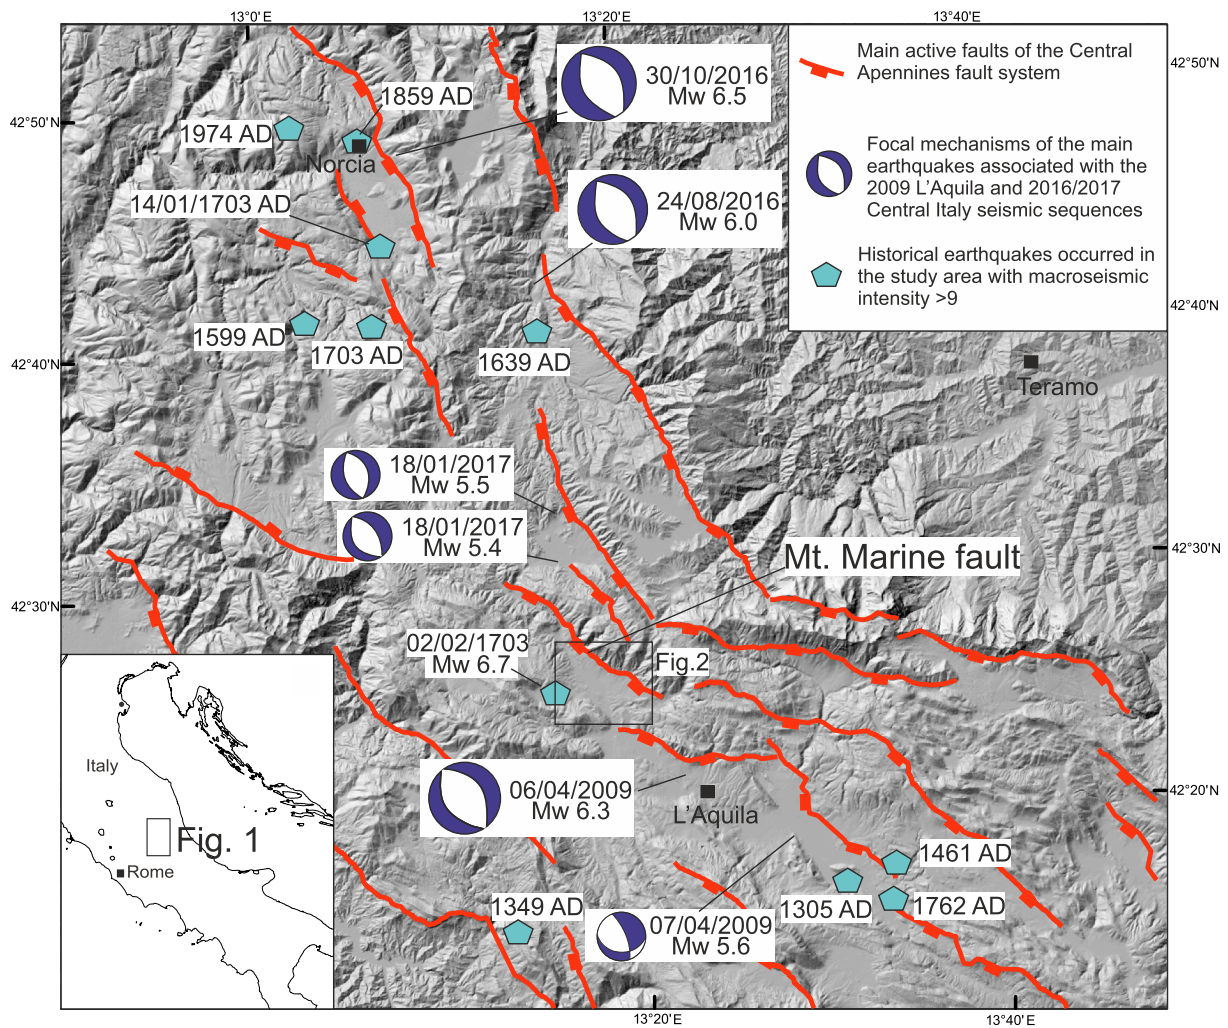 13°0' E
13°20' E
13°40' E
42°50'N
42°50'N
42°40'N
42°40'N
42°30'N
42°30'N
42°20'N
13°20'E
13°40'E
Main active faults of the Central
Apennines fault system
Focal mechanisms of the main
earthquakes associated with the
2009 L'Aquila and 2016/2017
Central Italy seismic sequences
Historical earthquakes occurred in
the study area with macroseismic
intensity >9
30/10/2016
Mw 6.5
1859 AD
1974 AD
Norcia
14/01/1703 AD
24/08/2016
Mw 6.0
1599 AD
1703 AD
1639 AD
Teramo
18/01/2017
Mw 5.5
18/01/2017
Mw 5.4
Mt. Marine fault
02/02/1703
Mw 6.7
Fig.2
06/04/2009
Mw 6.3
L'Aquila
1461 AD
1305 AD
1762 AD
1349 AD
07/04/2009
Mw 5.6
Italy
Fig. 1
Rome